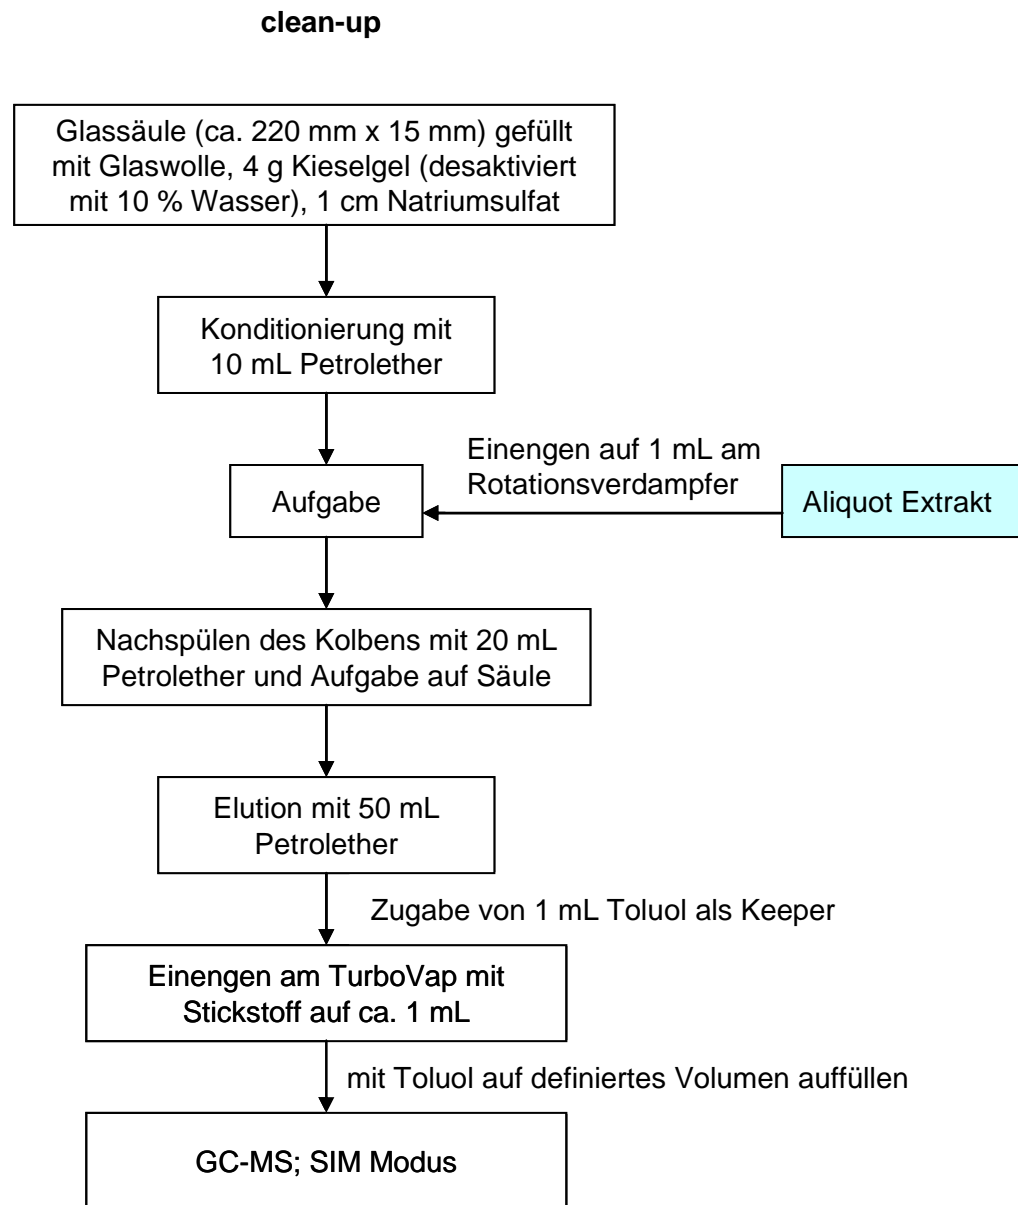 clean-up
Glassäule (ca. 220 mm x 15 mm) gefüllt
mit Glaswolle, 4 g Kieselgel (desaktiviert
mit 10 % Wasser), 1 cm Natriumsulfat
Konditionierung mit
10 mL Petrolether
Einengen auf 1 mL am
Rotationsverdampfer
Aufgabe
Aliquot Extrakt
Nachspülen des Kolbens mit 20 mL
Petrolether und Aufgabe auf Säule
Elution mit 50 mL
Petrolether
Zugabe von 1 mL Toluol als Keeper
Einengen am TurboVap mit
Stickstoff auf ca. 1 mL
mit Toluol auf definiertes Volumen auffüllen
GC-MS; SIM Modus